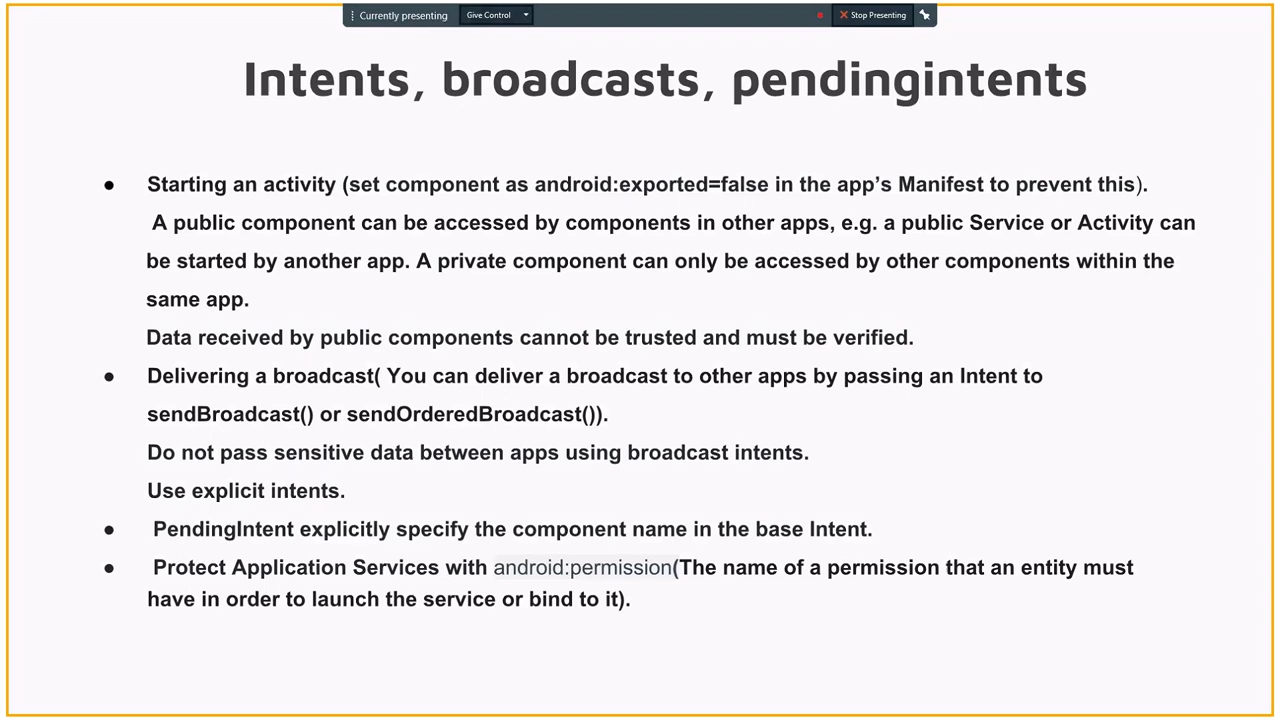 Currently presenting Give Control Stop Presenting
Intents, broadcasts, pendingintents
● Starting an activity (set component as android:exported=false in the app’s Manifest to prevent this).
A public component can be accessed by components in other apps, e.g. a public Service or Activity can
be started by another app. A private component can only be accessed by other components within the
same app.
Data received by public components cannot be trusted and must be verified.
● Delivering a broadcast( You can deliver a broadcast to other apps by passing an Intent to
sendBroadcast() or sendOrderedBroadcast()).
Do not pass sensitive data between apps using broadcast intents.
Use explicit intents.
● PendingIntent explicitly specify the component name in the base Intent.
● Protect Application Services with android:permission(The name of a permission that an entity must
have in order to launch the service or bind to it).